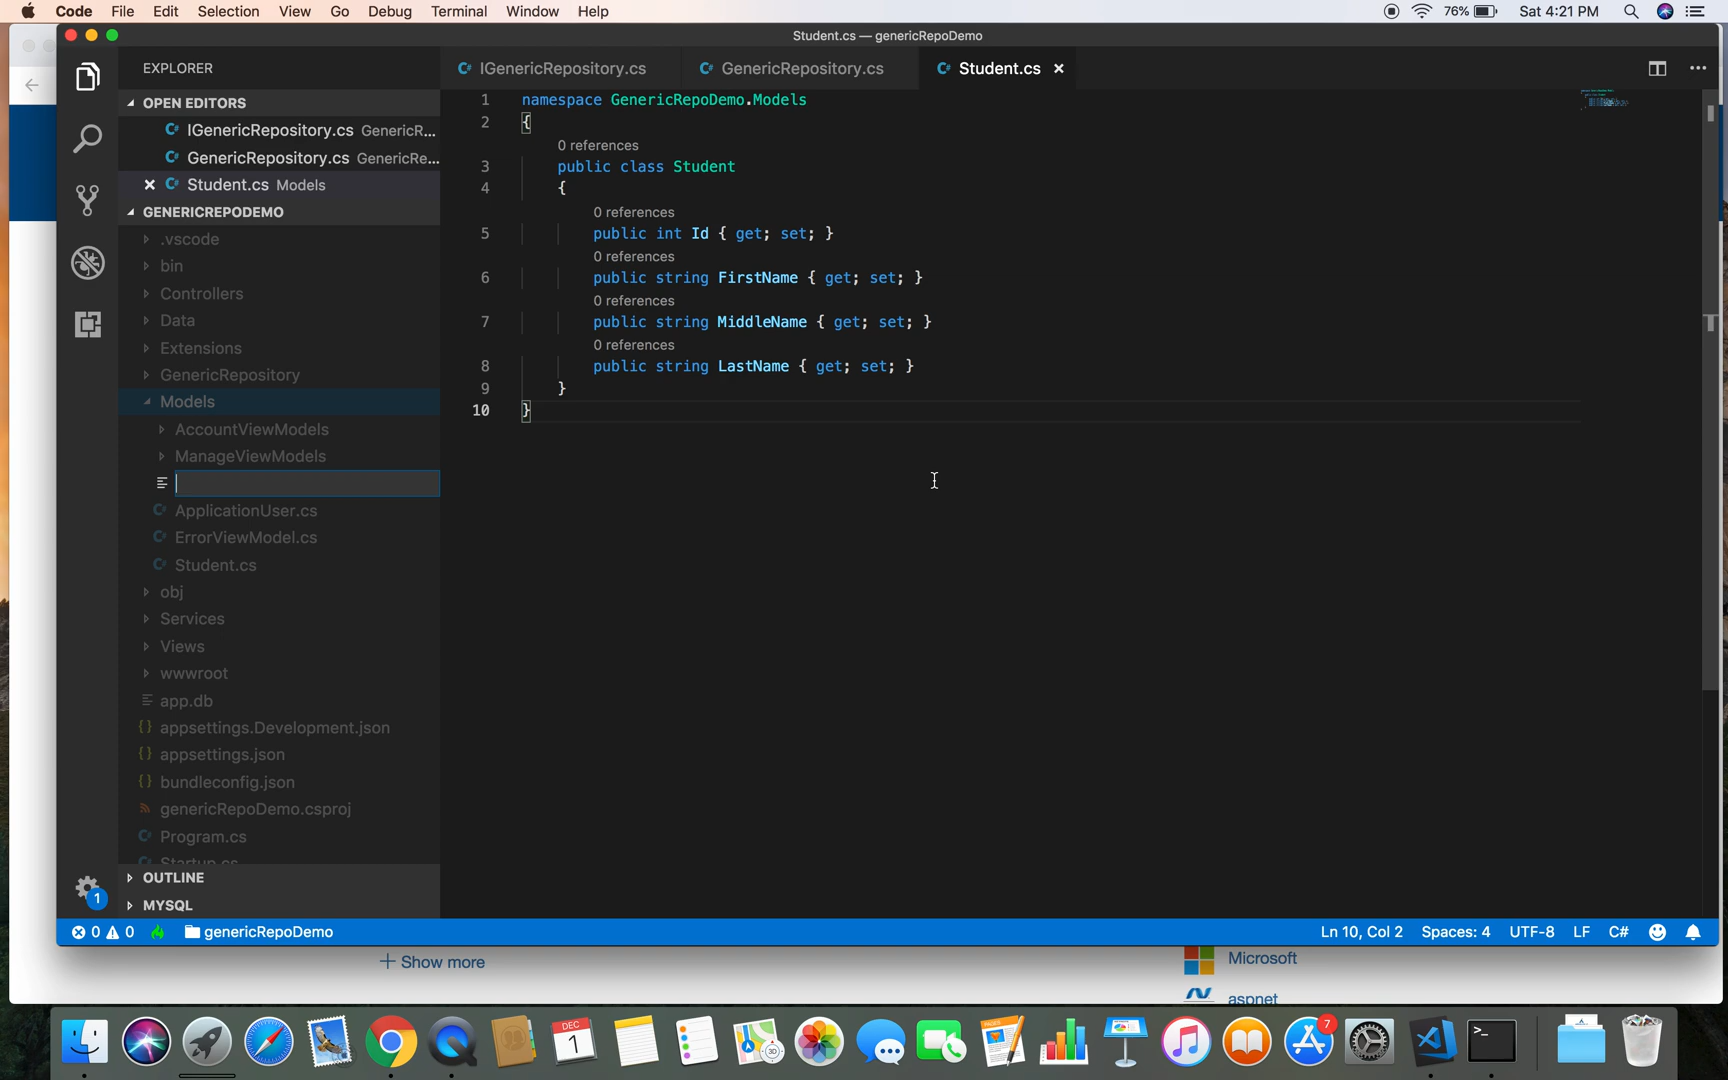 Code File Edit Selection View Go Debug Terminal Window Help 76% Sat 4:21 PM
Student.cs — genericRepoDemo
EXPLORER
OPEN EDITORS
IGenericRepository.cs GenericR...
GenericRepository.cs GenericRe...
Student.cs Models
GENERICREPODEMO
.vscode
bin
Controllers
Data
Extensions
GenericRepository
Models
AccountViewModels
ManageViewModels
ApplicationUser.cs
ErrorViewModel.cs
Student.cs
obj
Services
Views
wwwroot
app.db
appsettings.Development.json
appsettings.json
bundleconfig.json
genericRepoDemo.csproj
Program.cs
Startup.cs
OUTLINE
MYSQL
1
IGenericRepository.cs GenericRepository.cs Student.cs
1 namespace GenericRepoDemo.Models
2 {
0 references
3 public class Student
4 {
0 references
5 public int Id { get; set; }
0 references
6 public string FirstName { get; set; }
0 references
7 public string MiddleName { get; set; }
0 references
8 public string LastName { get; set; }
9 }
10 }
0 0 genericRepoDemo Ln 10, Col 2 Spaces: 4 UTF-8 LF C#
+ Show more
Microsoft
aspnet
DEC
1
PAGES
3D
7
>_